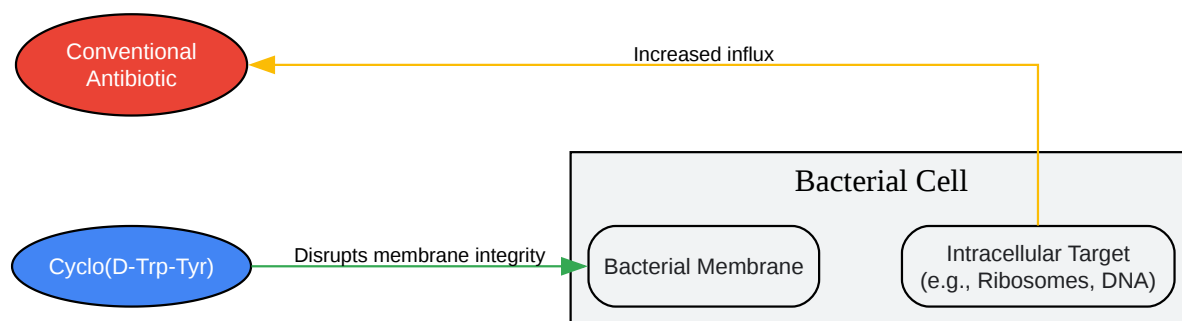 Conventional
Antibiotic
Increased influx
Bacterial Cell
Cyclo(D-Trp-Tyr)
Disrupts membrane integrity
Bacterial Membrane
Intracellular Target
(e.g., Ribosomes, DNA)